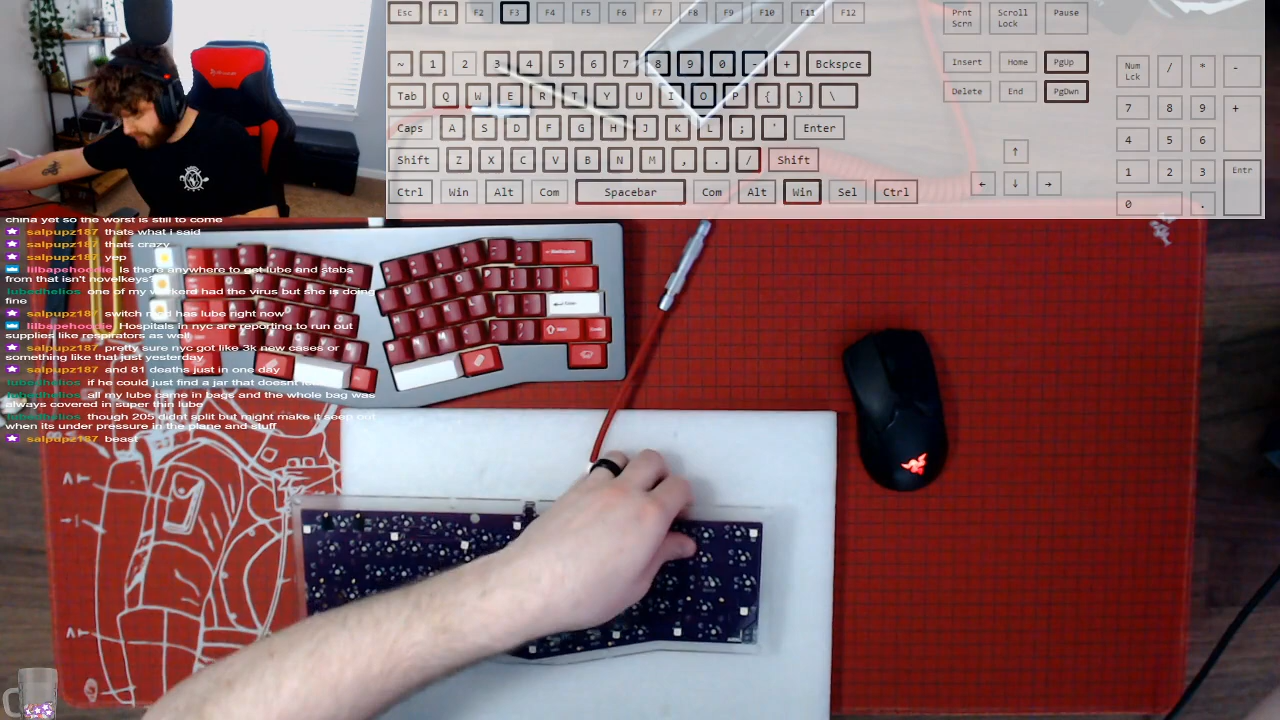 Esc F1 F2 F3 F4 F5 F6 F7 F8 F9 F10 F11 F12 Prnt Scrn Scroll Lock Pause
~ 1 2 3 4 5 6 7 8 9 0 - + Bckspce Insert Home PgUp Num Lck / * -
Tab Q W E R T Y U I O P { } \ Delete End PgDwn 7 8 9 +
Caps A S D F G H J K L ; ' Enter 4 5 6
Shift Z X C V B N M , . / Shift ↑ 1 2 3 Entr
Ctrl Win Alt Com Spacebar Com Alt Win Sel Ctrl ← ↓ → 0 .
china yet so the worst is still to come
salpupz187 thats what i said
salpupz187 thats crazy
salpupz187 yep
lilbapehoodie Is there anywhere to get lube and stabs
from that isn't novelkeys?
one of my had the virus but she is doing
fine
salpupz187 switch mod has lube right now
lilbapehoodie Hospitals in nyc are reporting to run out
supplies like respirators as well
salpupz187 pretty sure nyc got like 3k new cases or
something like that just yesterday
salpupz187 and 81 deaths just in one day
if he could just find a jar that doesnt
all my lube came in bags and the whole bag was
always covered in super thin lube
though 205 didnt split but might make it seep out
when its under pressure in the plane and stuff
salpupz187 beast